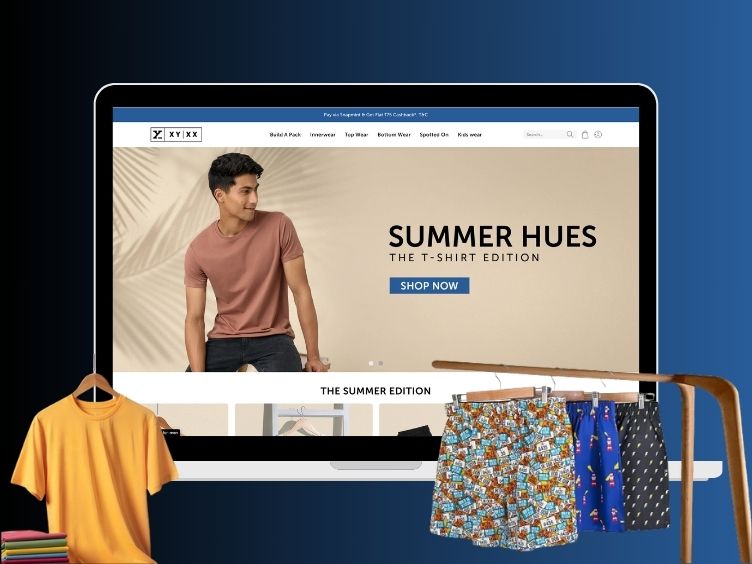 Pay via Snapmint & Get Flat ₹75 Cashback*. T&C
XY|XX
Build A Pack Innerwear Top Wear Bottom Wear Spotted On Kids wear
Search...
SUMMER HUES
THE T-SHIRT EDITION
SHOP NOW
THE SUMMER EDITION